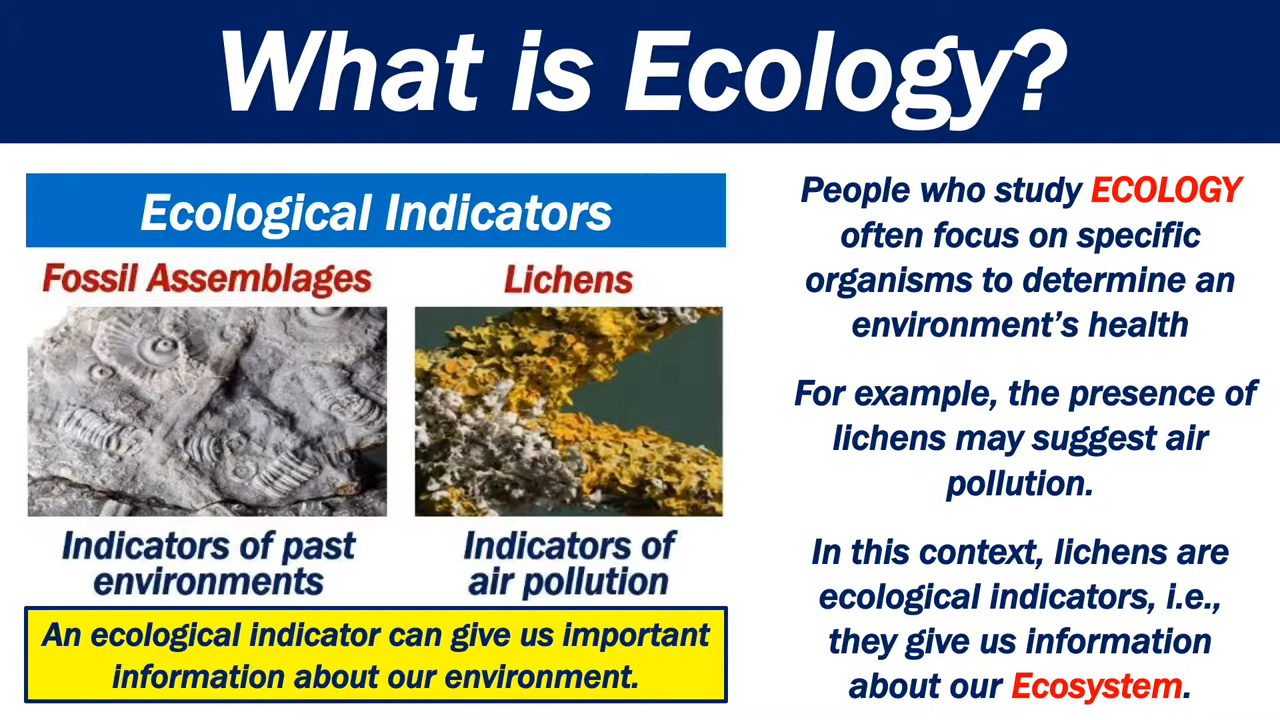 What is Ecology?
Ecological Indicators
Fossil Assemblages
Lichens
Indicators of past
environments
Indicators of
air pollution
An ecological indicator can give us important
information about our environment.
People who study ECOLOGY
often focus on specific
organisms to determine an
environment’s health
For example, the presence of
lichens may suggest air
pollution.
In this context, lichens are
ecological indicators, i.e.,
they give us information
about our Ecosystem.